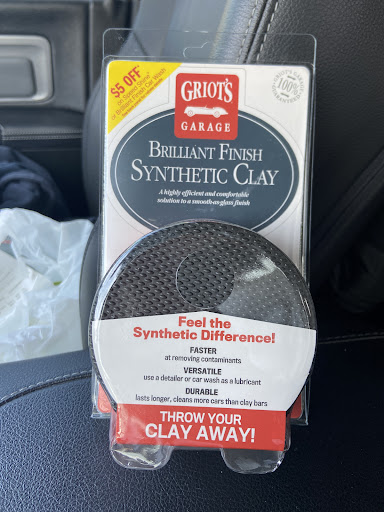 $5 OFF*
GRIOT'S
GARAGE
100%
BRILLIANT FINISH
SYNTHETIC CLAY
A highly efficient and comfortable
solution to a smooth-as-glass finish
Feel the
Synthetic Difference!
FASTER
at removing contaminants
VERSATILE
use a detailer or car wash as a lubricant
DURABLE
lasts longer, cleans more cars than clay bars
THROW YOUR
CLAY AWAY!